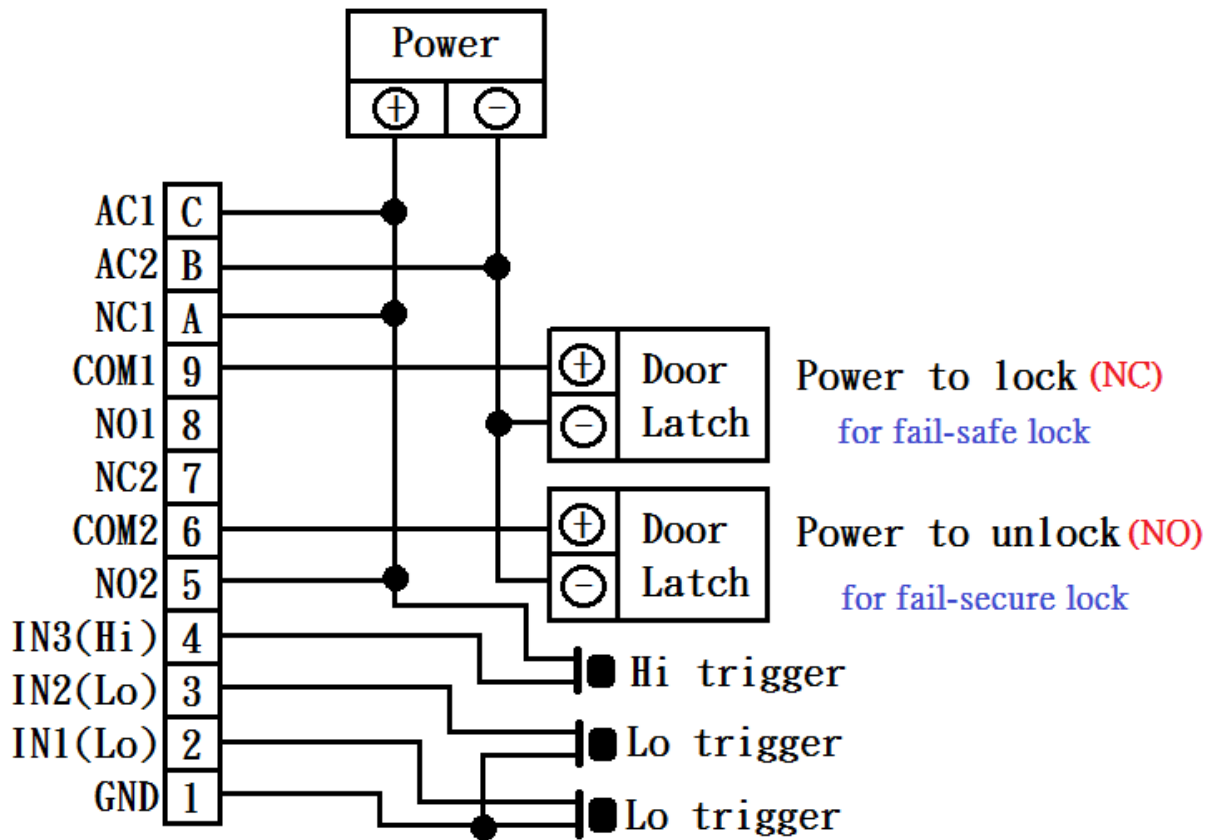 Power
+ -
AC1 C
AC2 B
NC1 A
COM1 9
NO1 8
NC2 7
COM2 6
NO2 5
IN3(Hi) 4
IN2(Lo) 3
IN1(Lo) 2
GND 1
+ Door
- Latch
Power to lock (NC)
for fail-safe lock
+ Door
- Latch
Power to unlock (NO)
for fail-secure lock
Hi trigger
Lo trigger
Lo trigger